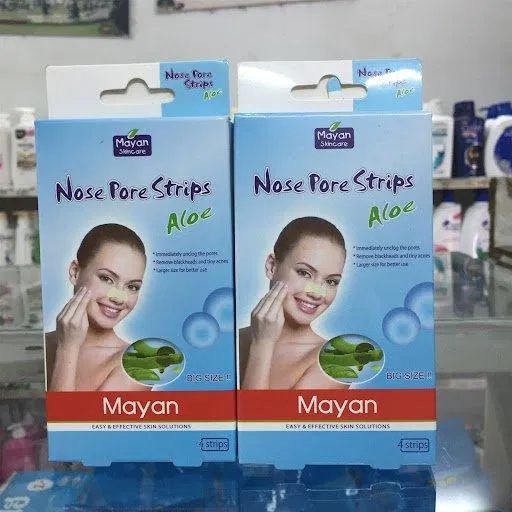 Nose Pore
Strips
Aloe
Mayan
Skincare
Nose Pore Strips
Aloe
* Immediately unclog the pores
* Remove blackheads and tiny acnes
* Larger size for better use
BIG SIZE !!
Mayan
EASY & EFFECTIVE SKIN SOLUTIONS
4 strips
Nose Pore
Strips
Aloe
Mayan
Skincare
Nose Pore Strips
Aloe
* Immediately unclog the pores
* Remove blackheads and tiny acnes
* Larger size for better use
BIG SIZE !!
Mayan
EASY & EFFECTIVE SKIN SOLUTIONS
4 strips